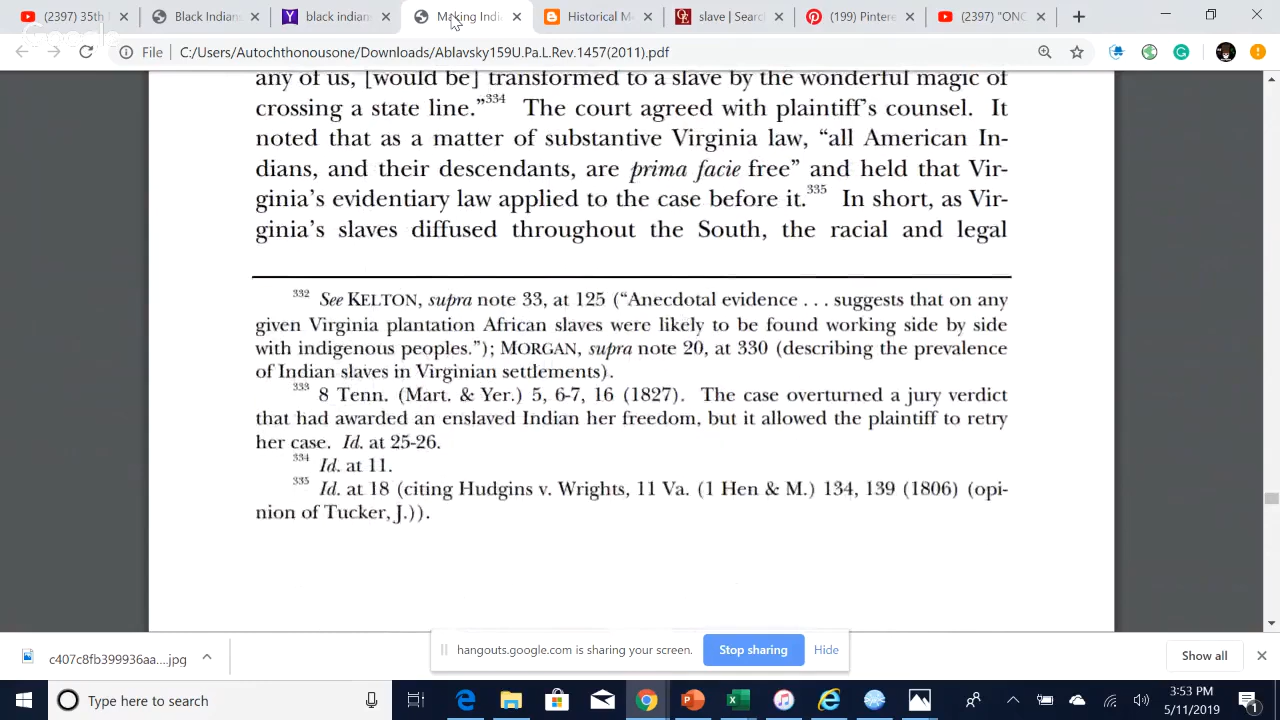 (2397) 35th
Black Indians
black indians
Making Indi
Historical M
slave | Searc
(199) Pintere
(2397) "ONC
File C:/Users/Autochthonousone/Downloads/Ablavsky159U.Pa.L.Rev.1457(2011).pdf
any of us, [would be] transformed to a slave by the wonderful magic of
crossing a state line."334 The court agreed with plaintiff's counsel. It
noted that as a matter of substantive Virginia law, "all American In-
dians, and their descendants, are prima facie free" and held that Vir-
ginia's evidentiary law applied to the case before it.335 In short, as Vir-
ginia's slaves diffused throughout the South, the racial and legal
332 See KELTON, supra note 33, at 125 ("Anecdotal evidence . . . suggests that on any
given Virginia plantation African slaves were likely to be found working side by side
with indigenous peoples."); MORGAN, supra note 20, at 330 (describing the prevalence
of Indian slaves in Virginian settlements).
333 8 Tenn. (Mart. & Yer.) 5, 6-7, 16 (1827). The case overturned a jury verdict
that had awarded an enslaved Indian her freedom, but it allowed the plaintiff to retry
her case. Id. at 25-26.
334 Id. at 11.
335 Id. at 18 (citing Hudgins v. Wrights, 11 Va. (1 Hen & M.) 134, 139 (1806) (opi-
nion of Tucker, J.)).
hangouts.google.com is sharing your screen. Stop sharing Hide
c407c8fb399936aa....jpg
Show all
Type here to search
3:53 PM
5/11/2019
1